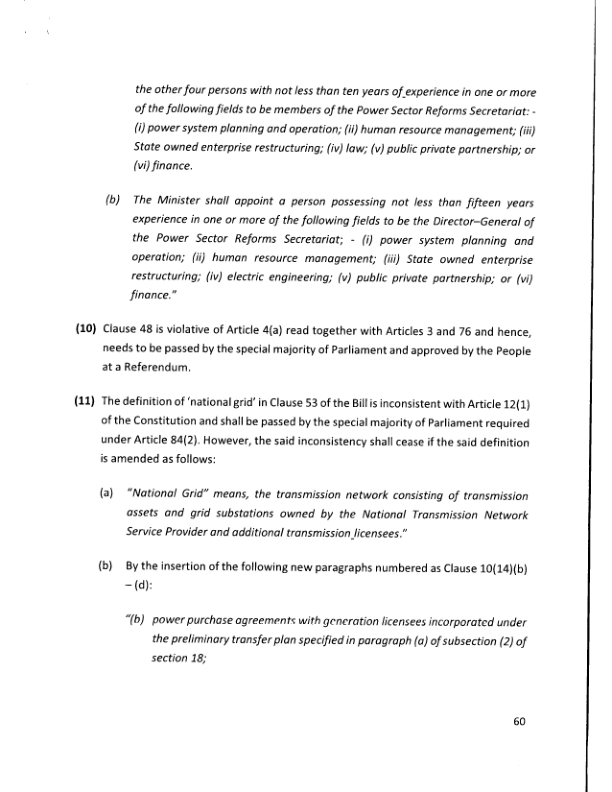 the other four persons with not less than ten years of experience in one or more
of the following fields to be members of the Power Sector Reforms Secretariat: -
(i) power system planning and operation; (ii) human resource management; (iii)
State owned enterprise restructuring; (iv) law; (v) public private partnership; or
(vi) finance.
(b) The Minister shall appoint a person possessing not less than fifteen years
experience in one or more of the following fields to be the Director–General of
the Power Sector Reforms Secretariat; - (i) power system planning and
operation; (ii) human resource management; (iii) State owned enterprise
restructuring; (iv) electric engineering; (v) public private partnership; or (vi)
finance."
(10) Clause 48 is violative of Article 4(a) read together with Articles 3 and 76 and hence,
needs to be passed by the special majority of Parliament and approved by the People
at a Referendum.
(11) The definition of ‘national grid’ in Clause 53 of the Bill is inconsistent with Article 12(1)
of the Constitution and shall be passed by the special majority of Parliament required
under Article 84(2). However, the said inconsistency shall cease if the said definition
is amended as follows:
(a) "National Grid" means, the transmission network consisting of transmission
assets and grid substations owned by the National Transmission Network
Service Provider and additional transmission licensees."
(b) By the insertion of the following new paragraphs numbered as Clause 10(14)(b)
– (d):
"(b) power purchase agreements with generation licensees incorporated under
the preliminary transfer plan specified in paragraph (a) of subsection (2) of
section 18;
60